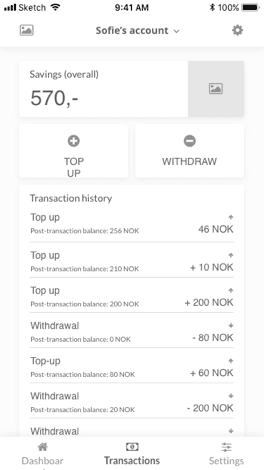 Sketch 9:41 AM 100%
Sofie's account
Savings (overall)
570,-
TOP
UP
WITHDRAW
Transaction history
Top up
Post-transaction balance: 256 NOK
46 NOK
Top up
Post-transaction balance: 210 NOK
+ 10 NOK
Top up
Post-transaction balance: 200 NOK
+ 200 NOK
Withdrawal
Post-transaction balance: 0 NOK
- 80 NOK
Top-up
Post-transaction balance: 80 NOK
+ 60 NOK
Withdrawal
Post-transaction balance: 20 NOK
- 200 NOK
Withdrawal
Dashboar
Transactions
Settings